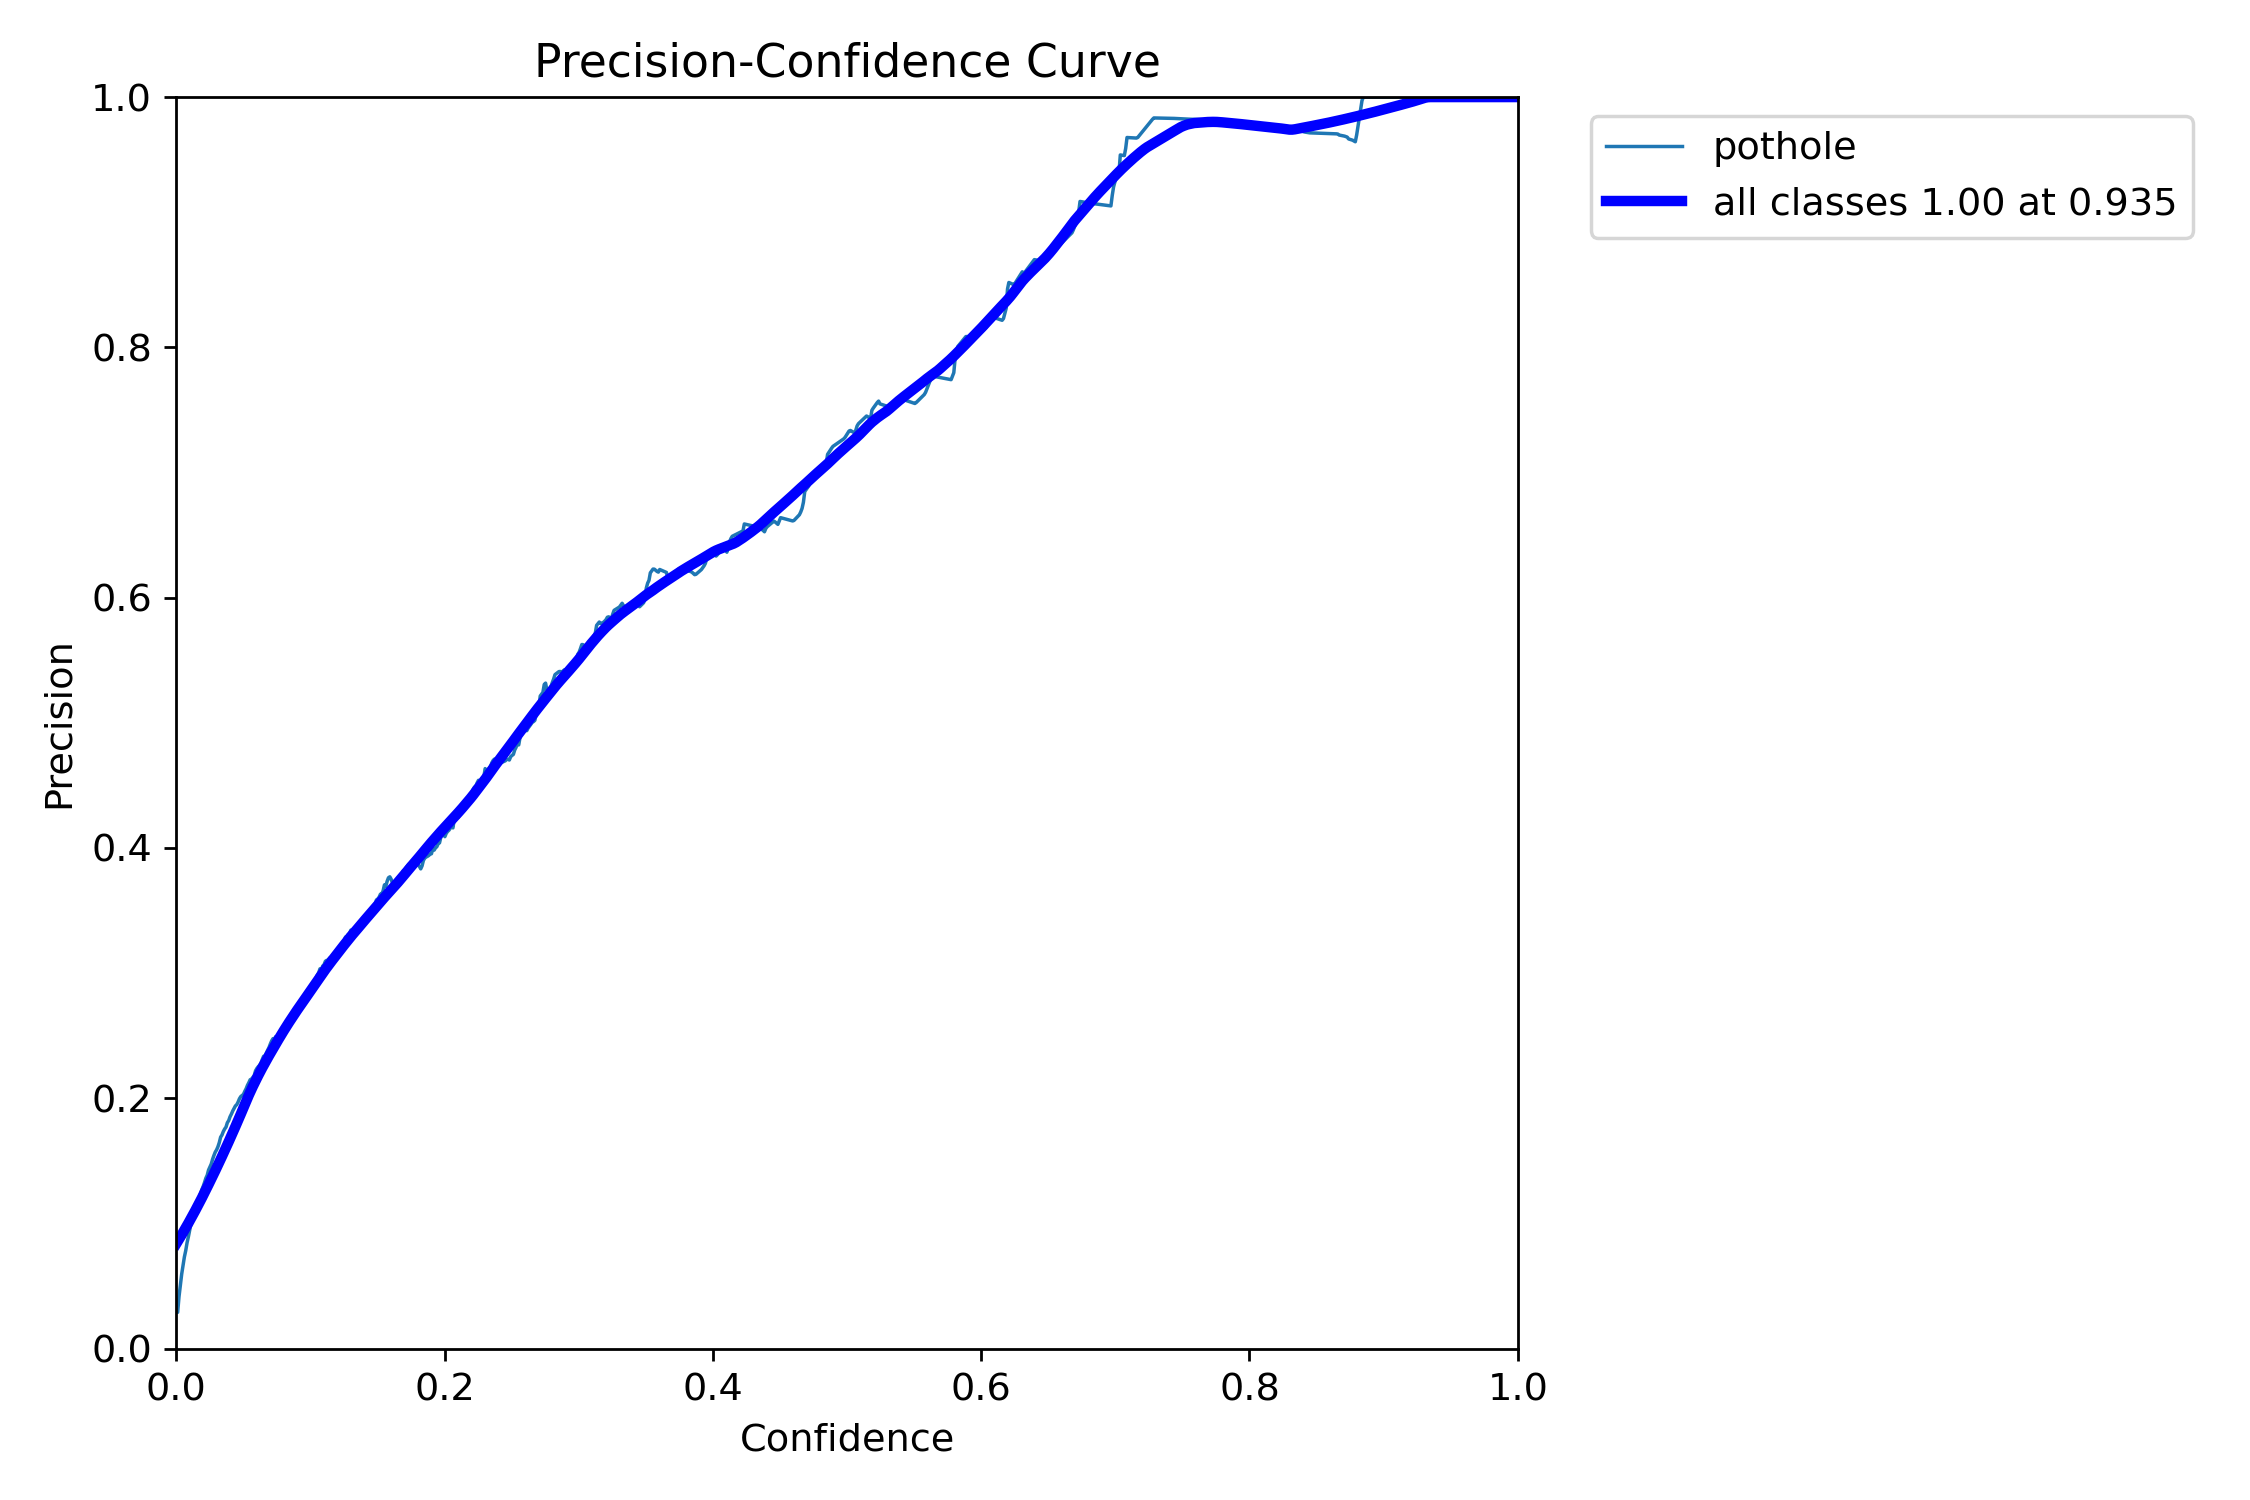 Precision-Confidence Curve
1.0
0.8
0.6
0.4
0.2
0.0
Precision
0.0 0.2 0.4 0.6 0.8 1.0
Confidence
pothole
all classes 1.00 at 0.935